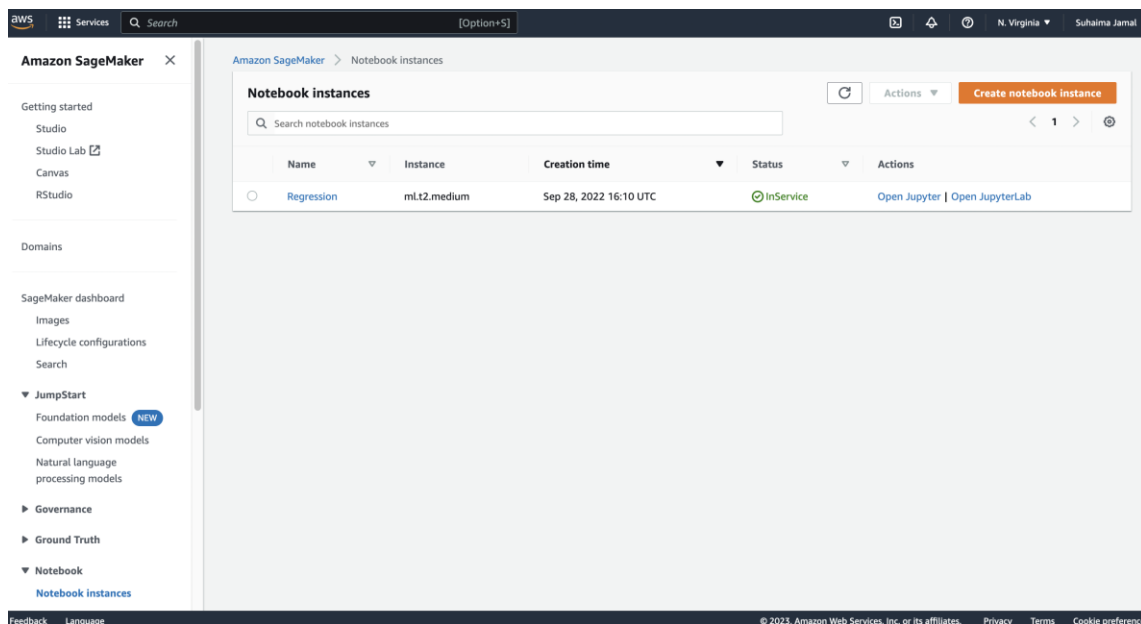 aws Services Search [Option+S] N. Virginia ▼ Suhaima Jamal
Amazon SageMaker
Getting started
Studio
Studio Lab
Canvas
RStudio
Domains
SageMaker dashboard
Images
Lifecycle configurations
Search
▼ JumpStart
Foundation models NEW
Computer vision models
Natural language
processing models
▶ Governance
▶ Ground Truth
▼ Notebook
Notebook instances
Amazon SageMaker > Notebook instances
Notebook instances Actions ▼ Create notebook instance
Search notebook instances < 1 >
Name Instance Creation time ▼ Status Actions
Regression ml.t2.medium Sep 28, 2022 16:10 UTC InService Open Jupyter | Open JupyterLab
Feedback Language © 2023, Amazon Web Services, Inc. or its affiliates. Privacy Terms Cookie preferenc